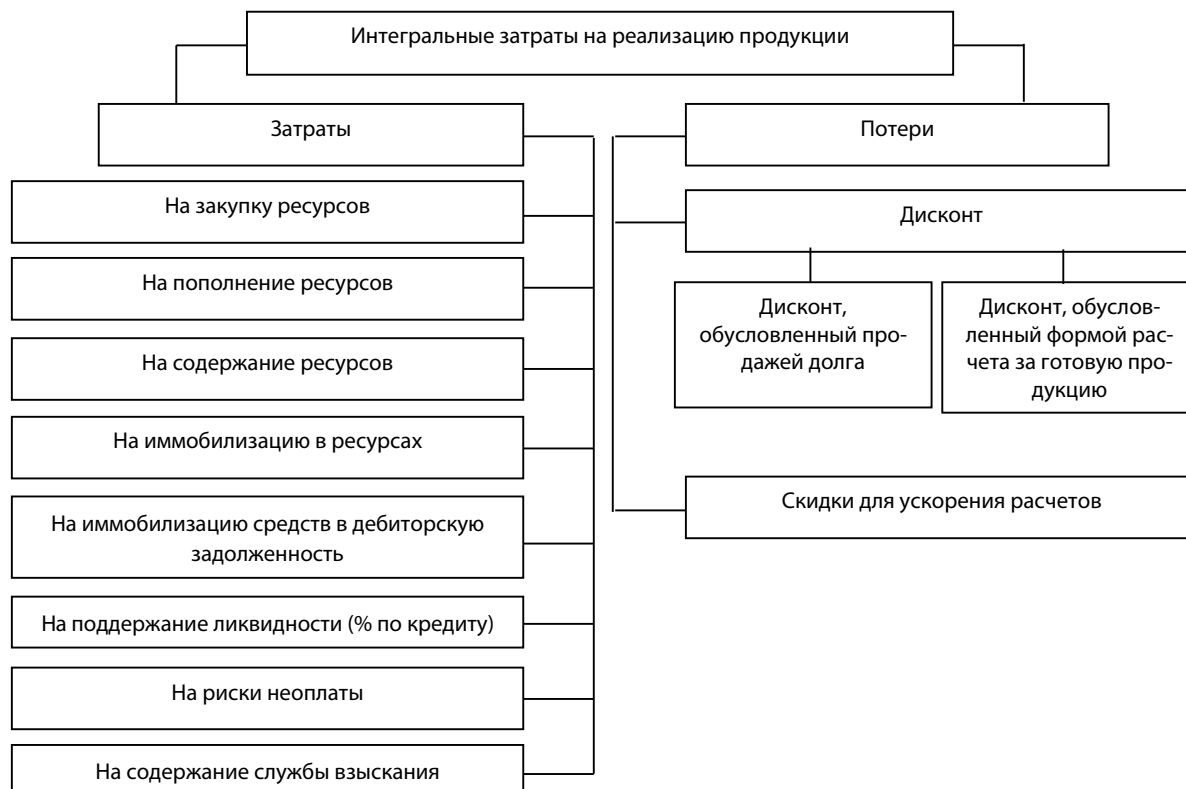 Интегральные затраты на реализацию продукции
Затраты
На закупку ресурсов
На пополнение ресурсов
На содержание ресурсов
На иммобилизацию в ресурсах
На иммобилизацию средств в дебиторскую
задолженность
На поддержание ликвидности (% по кредиту)
На риски неоплаты
На содержание службы взыскания
Потери
Дисконт
Дисконт,
обусловленный про-
дажей долга
Дисконт, обуслов-
ленный формой рас-
чета за готовую про-
дукцию
Скидки для ускорения расчетов